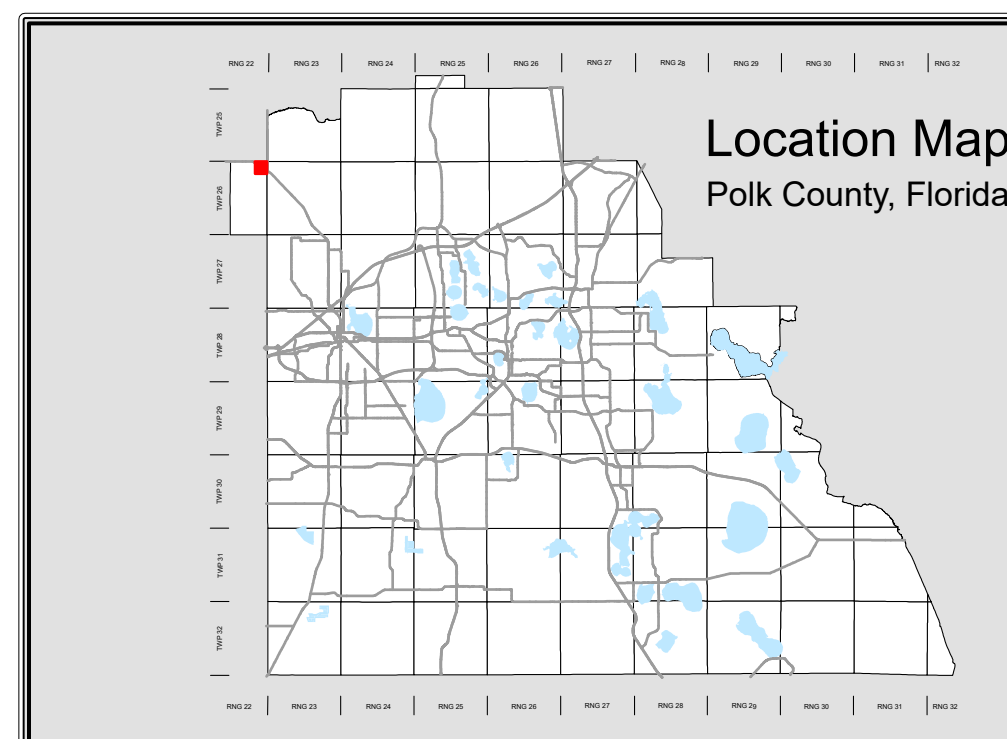 RNG 22 RNG 23 RNG 24 RNG 25 RNG 26 RNG 27 RNG 28 RNG 29 RNG 30 RNG 31 RNG 32
Location Map
Polk County, Florida
TWP 25
TWP 26
TWP 27
TWP 28
TWP 29
TWP 30
TWP 31
TWP 32
RNG 22 RNG 23 RNG 24 RNG 25 RNG 26 RNG 27 RNG 28 RNG 29 RNG 30 RNG 31 RNG 32